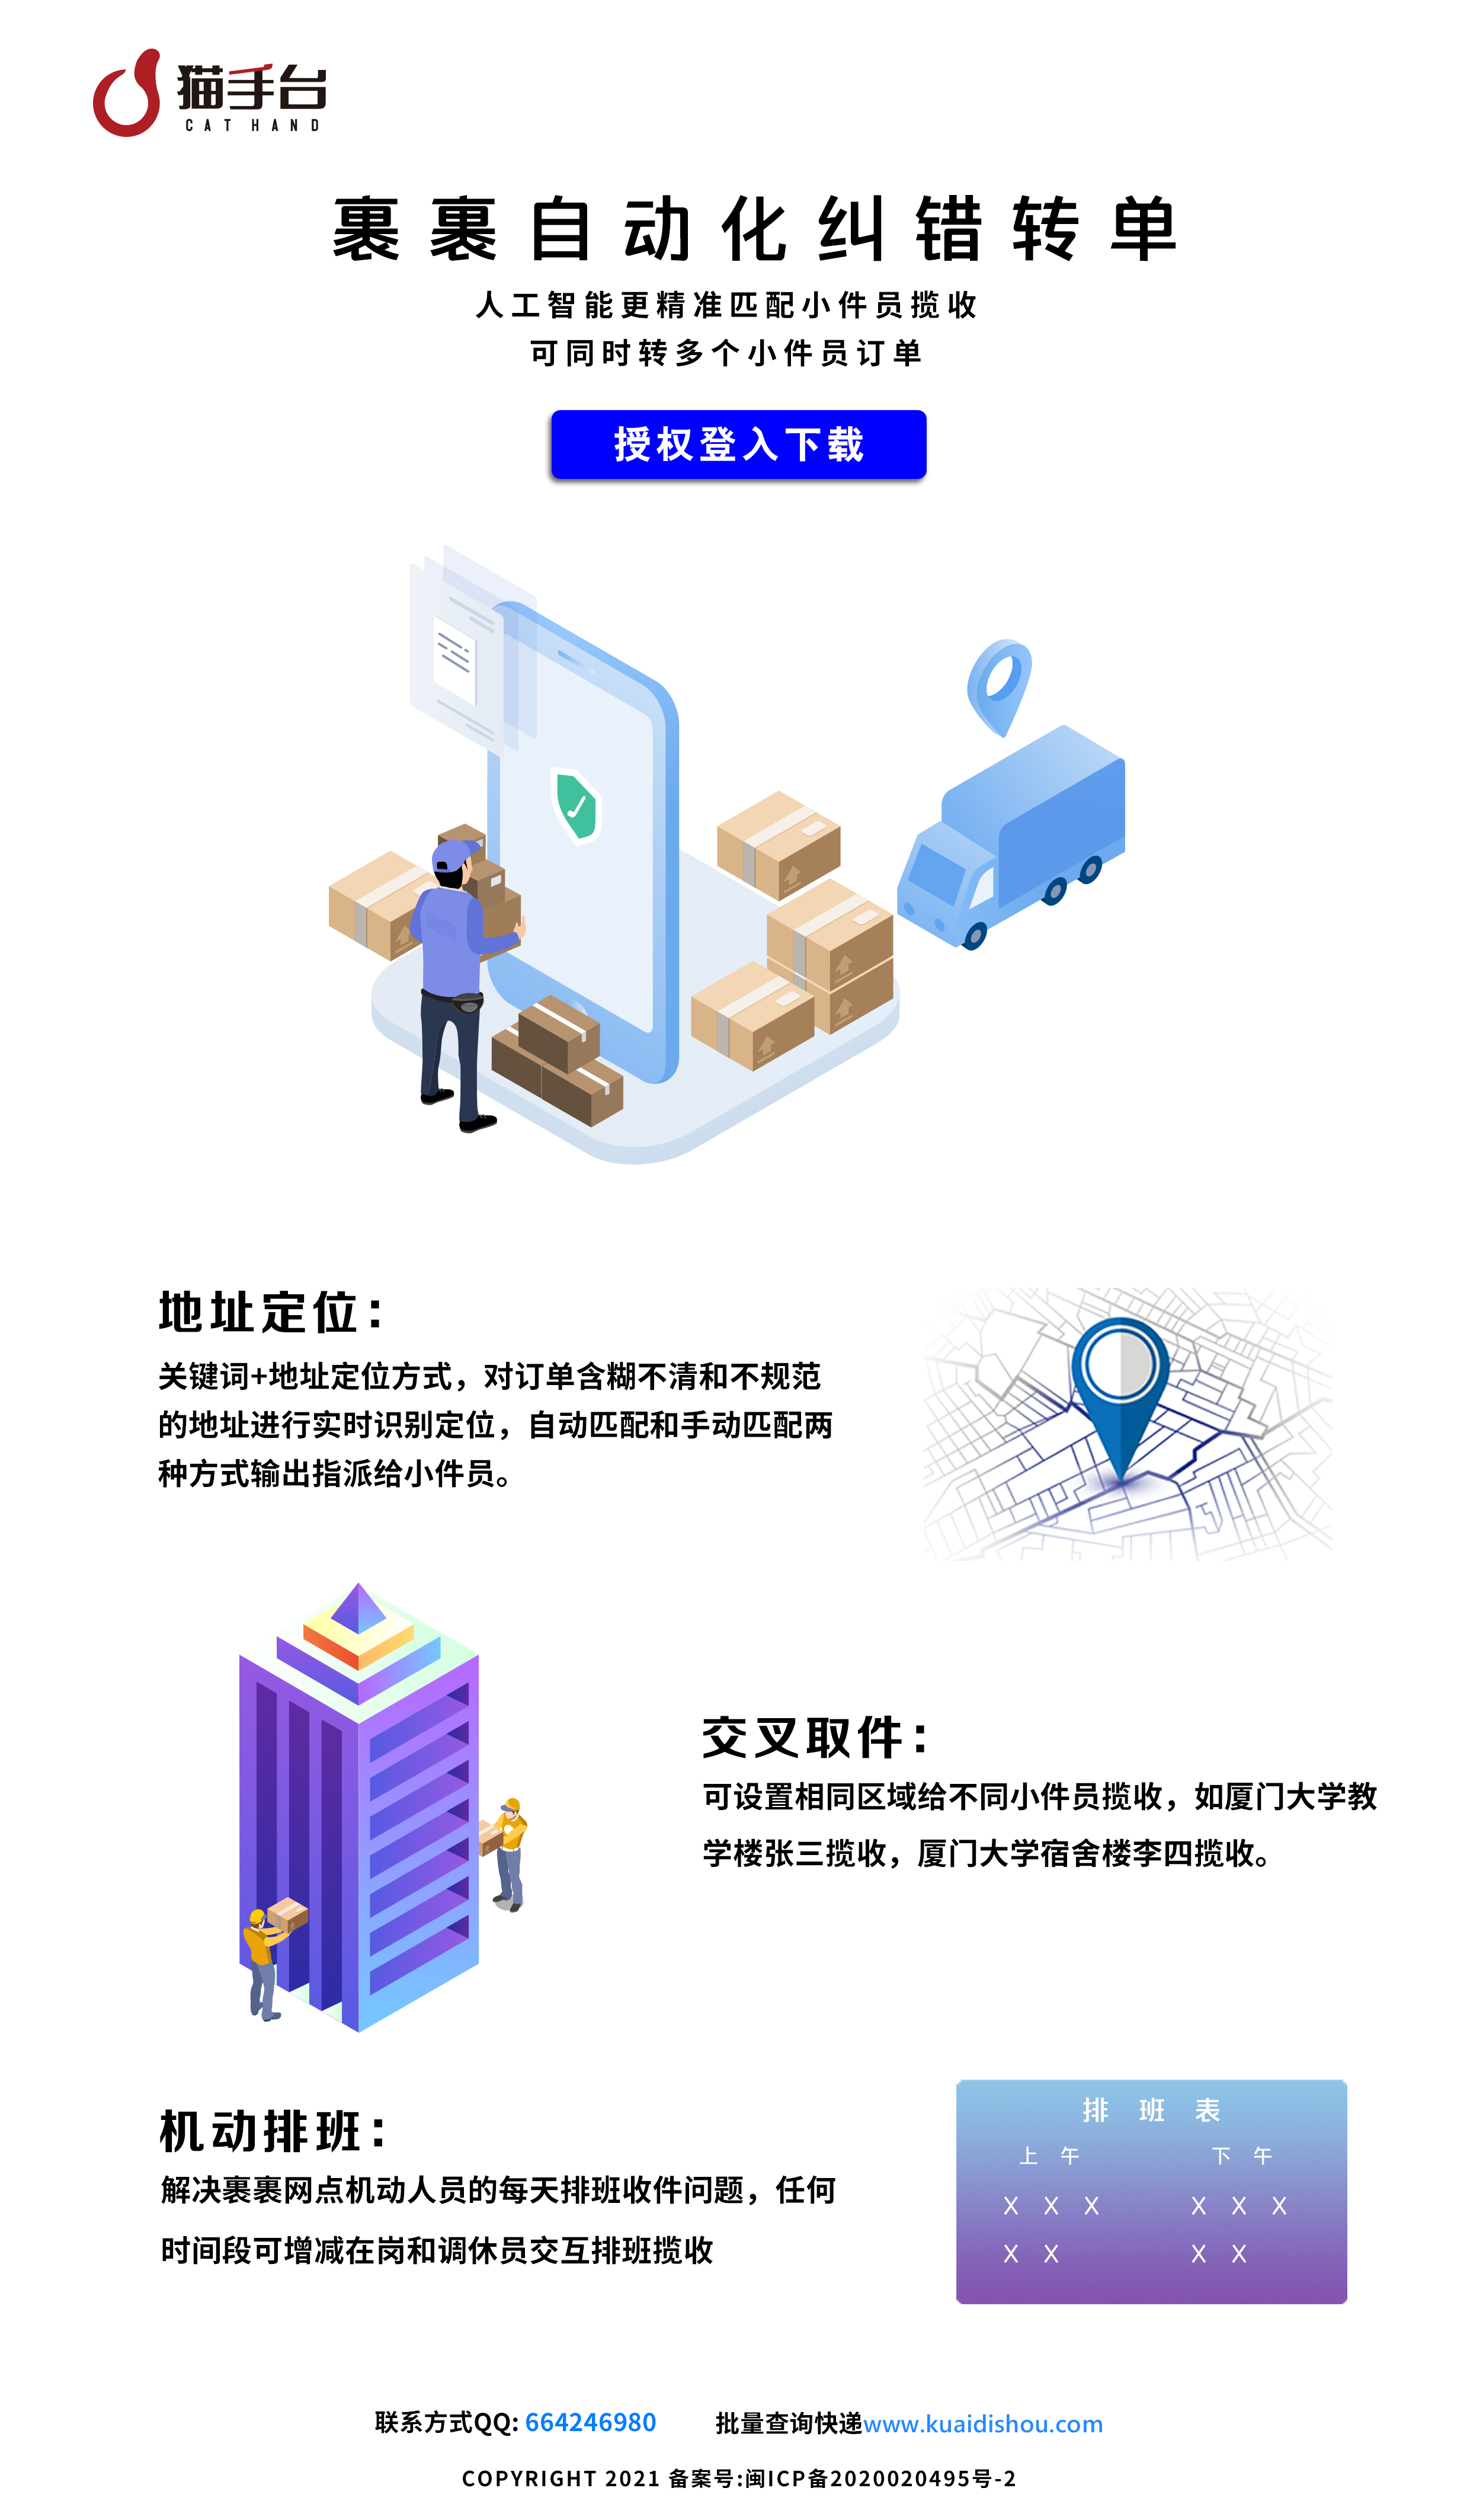 猫手台
CAT HAND
裹裹自动化纠错转单
人工智能更精准匹配小件员揽收
可同时转多个小件员订单
授权登入下载
地址定位：
关键词+地址定位方式，对订单含糊不清和不规范
的地址进行实时识别定位，自动匹配和手动匹配两
种方式输出指派给小件员。
交叉取件：
可设置相同区域给不同小件员揽收，如厦门大学教
学楼张三揽收，厦门大学宿舍楼李四揽收。
机动排班：
解决裹裹网点机动人员的每天排班收件问题，任何
时间段可增减在岗和调休员交互排班揽收
排班表
上午 下午
X X X X X X
X X X X
联系方式QQ: 664246980 批量查询快递www.kuaidishou.com
COPYRIGHT 2021 备案号:闽ICP备2020020495号-2